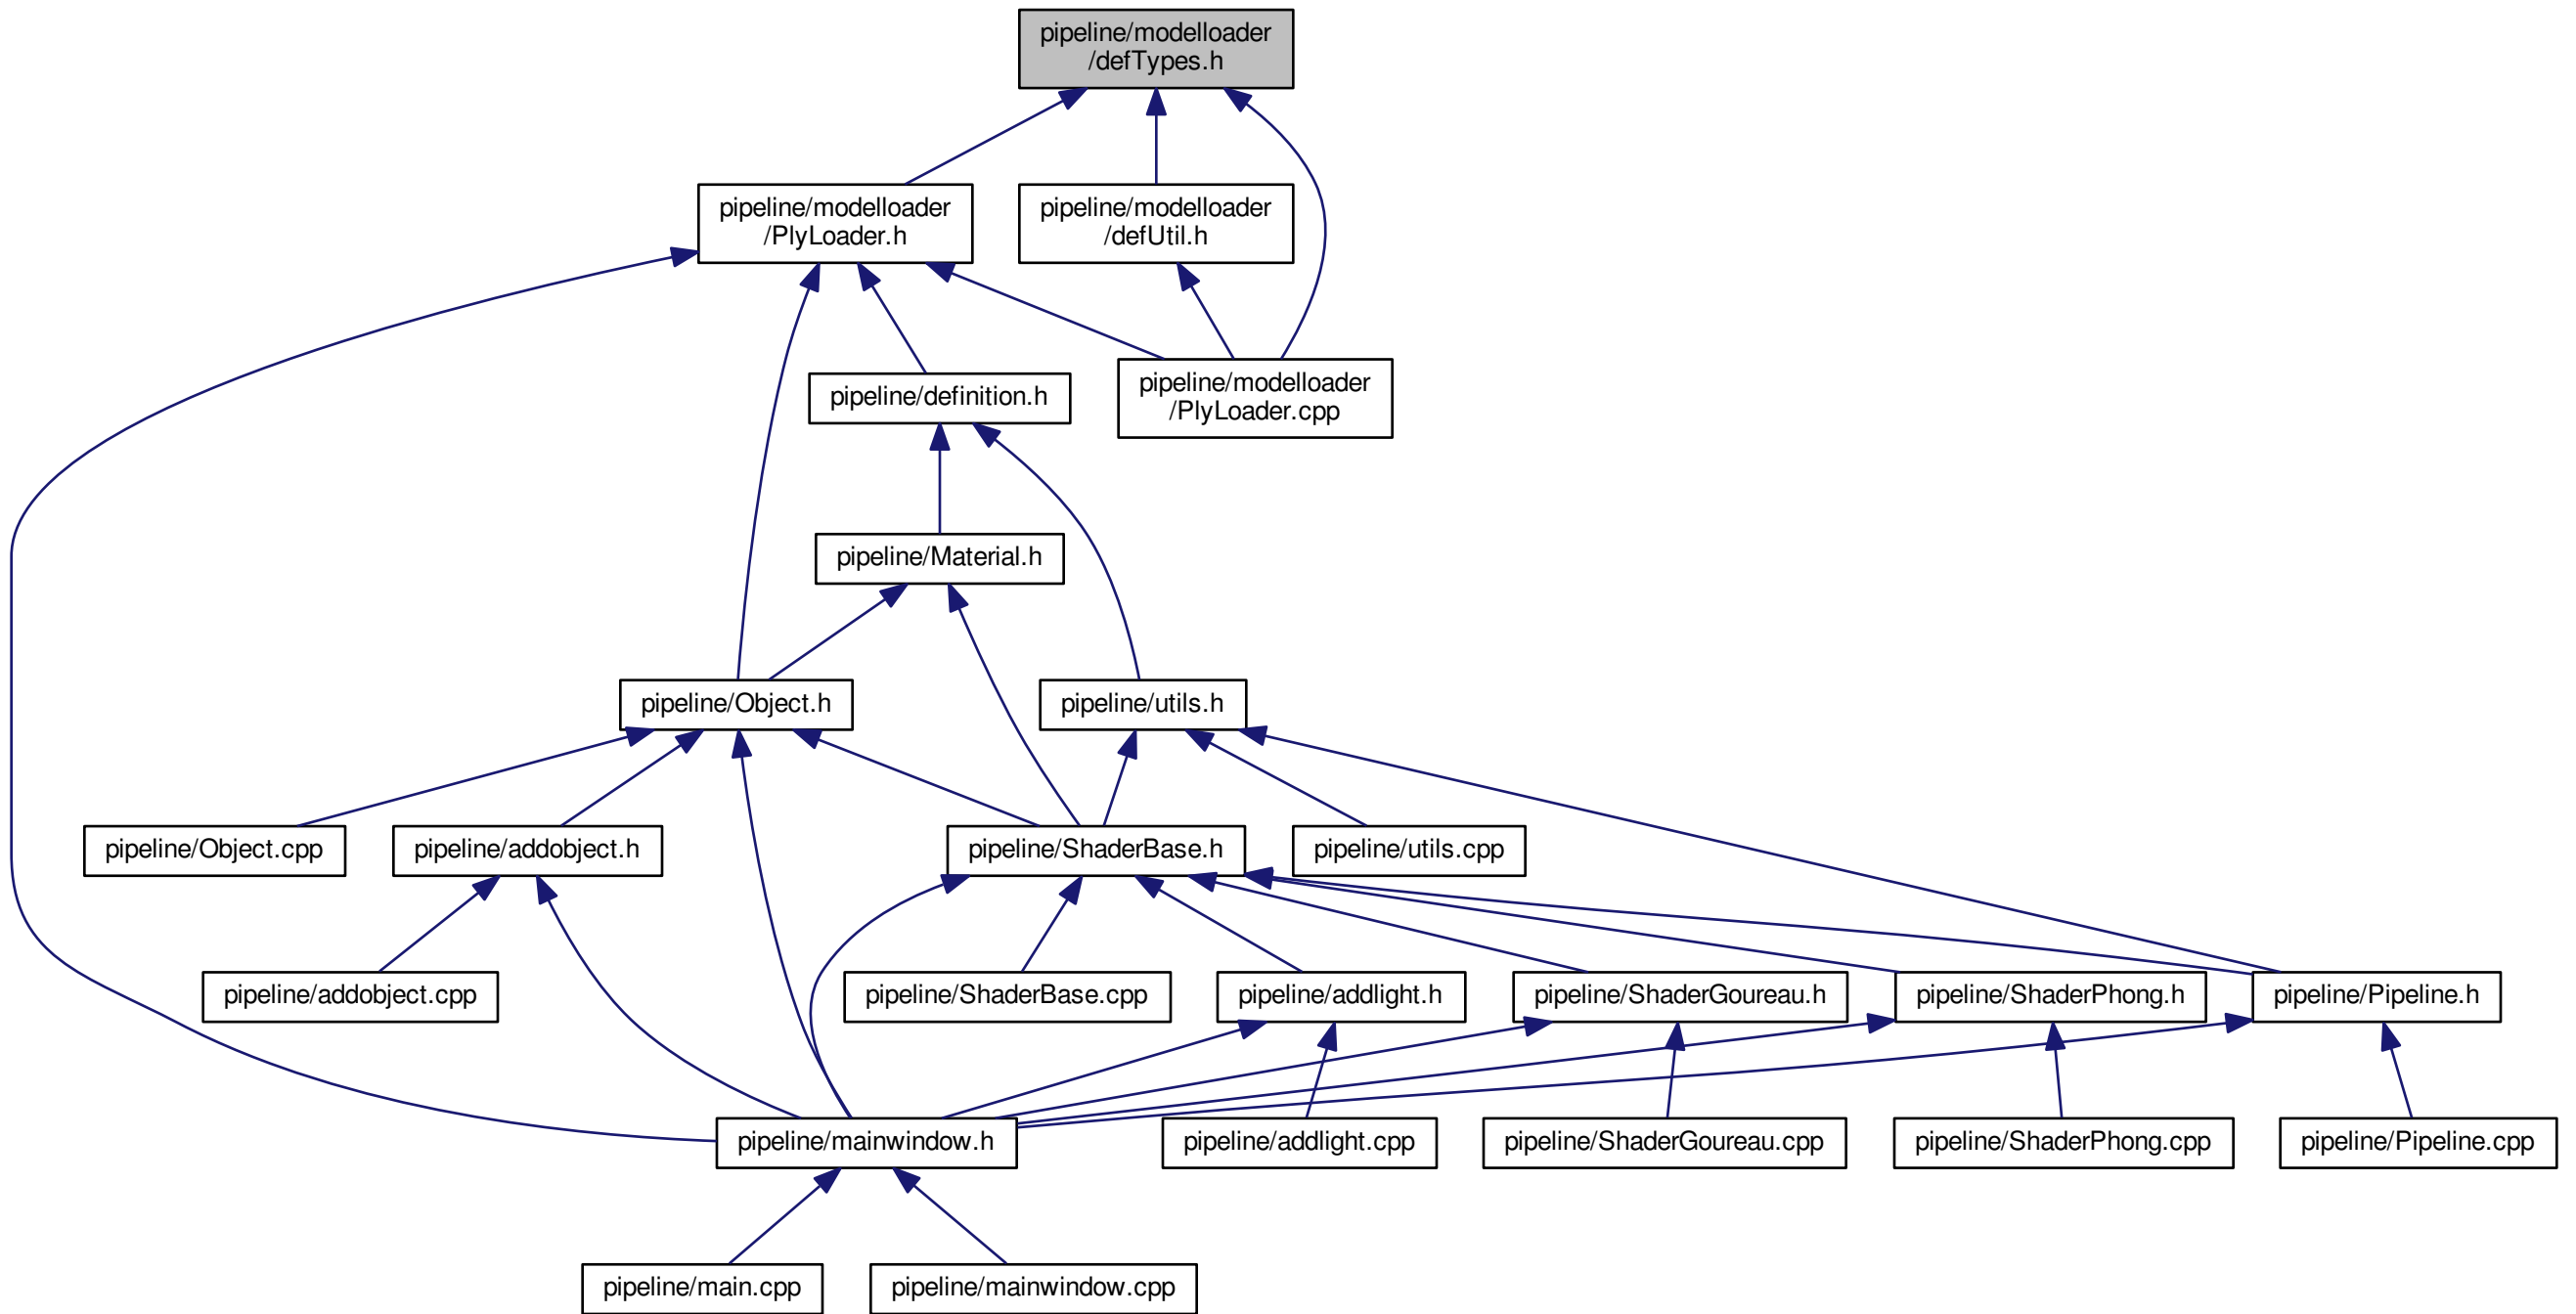 pipeline/modelloader
/defTypes.h
pipeline/modelloader
/PlyLoader.h
pipeline/modelloader
/defUtil.h
pipeline/definition.h
pipeline/modelloader
/PlyLoader.cpp
pipeline/Material.h
pipeline/Object.h
pipeline/utils.h
pipeline/Object.cpp
pipeline/addobject.h
pipeline/ShaderBase.h
pipeline/utils.cpp
pipeline/addobject.cpp
pipeline/ShaderBase.cpp
pipeline/addlight.h
pipeline/ShaderGoureau.h
pipeline/ShaderPhong.h
pipeline/Pipeline.h
pipeline/mainwindow.h
pipeline/addlight.cpp
pipeline/ShaderGoureau.cpp
pipeline/ShaderPhong.cpp
pipeline/Pipeline.cpp
pipeline/main.cpp
pipeline/mainwindow.cpp